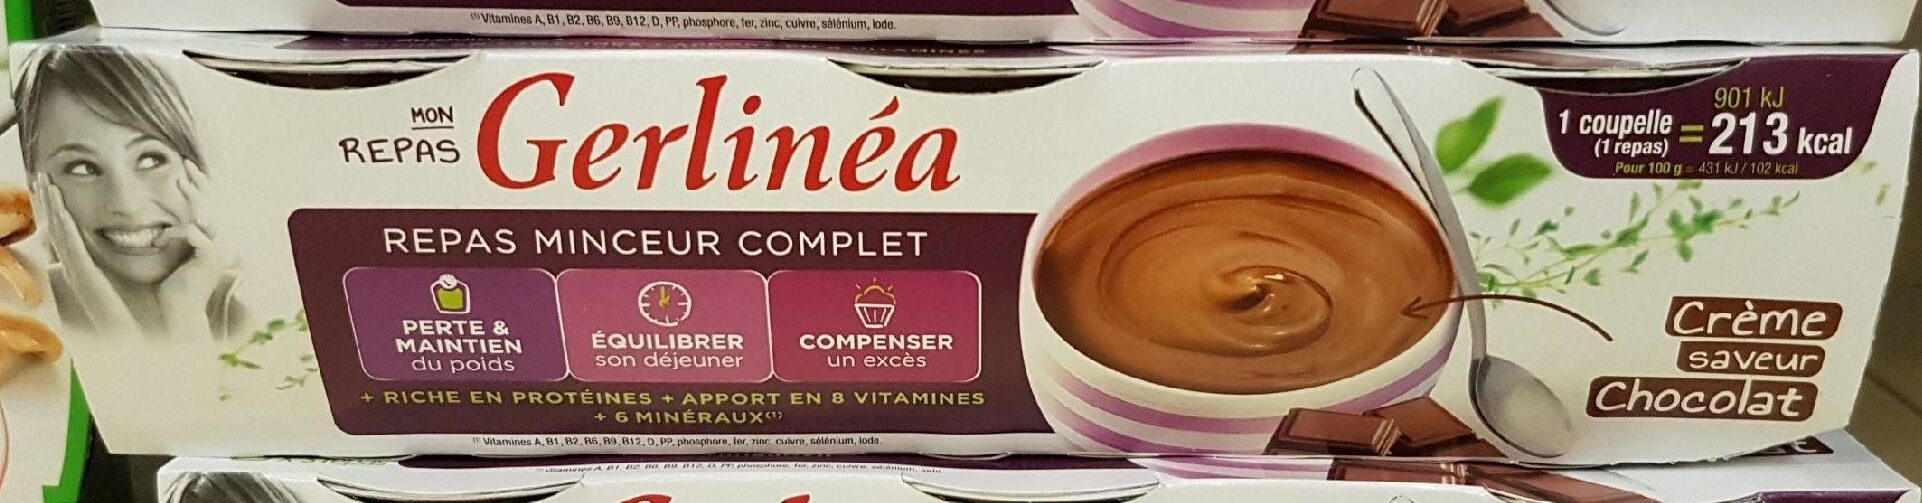 (1) Vitamines A, B1, B2, B6, B9, B12, D, PP, phosphore, fer, zinc, cuivre, sélénium, Iode.
MON
REPAS
Gerlinéa
REPAS MINCEUR COMPLET
PERTE &
MAINTIEN
du poids
ÉQUILIBRER
son déjeuner
COMPENSER
un excès
+ RICHE EN PROTÉINES + APPORT EN 8 VITAMINES
+ 6 MINÉRAUX(1)
(1) Vitamines A, B1, B2, B6, B9, B12, D, PP, phosphore, fer, zinc, cuivre, sélénium, Iode.
901 kJ
1 coupelle
(1 repas)
= 213 kcal
Pour 100 g = 431 kJ / 102 kcal
Crème
saveur
Chocolat